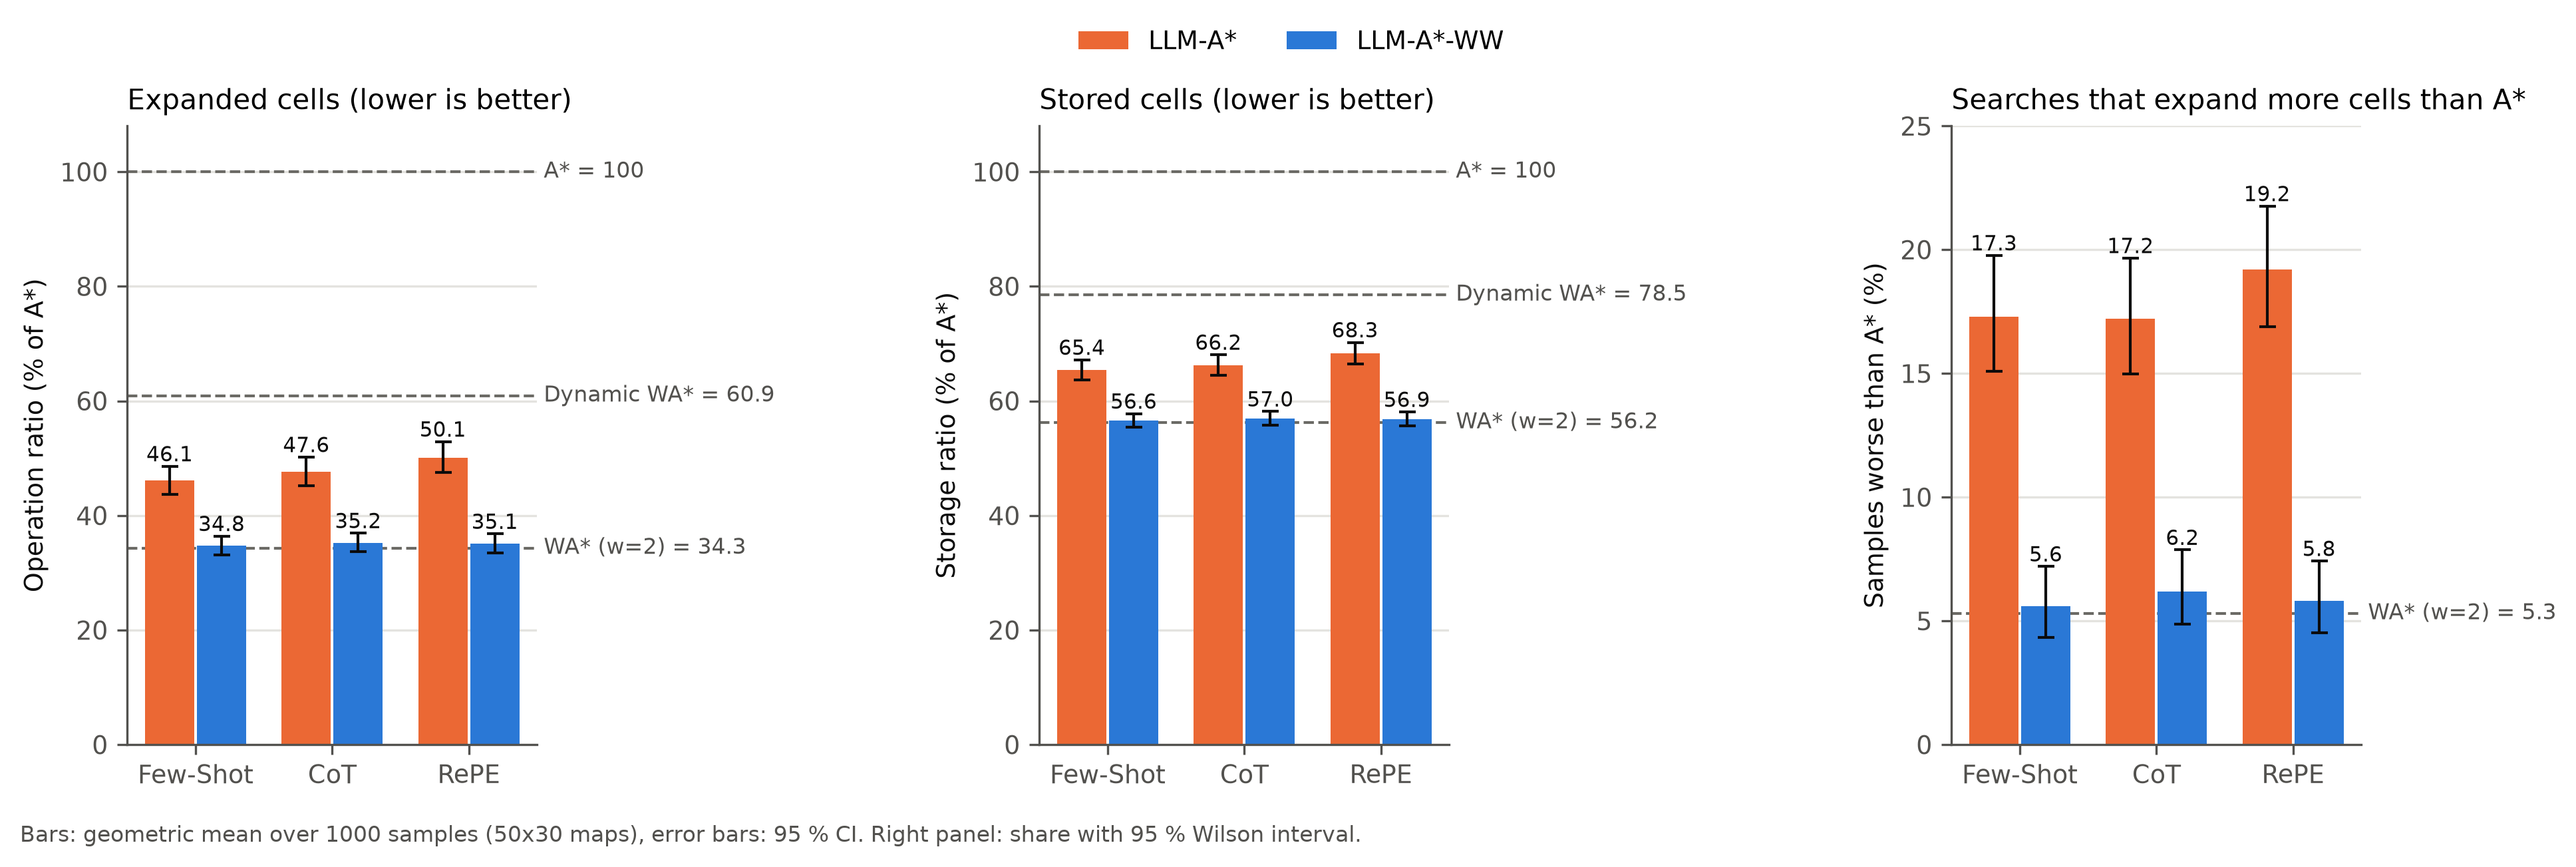 LLM-A* LLM-A*-WW
Expanded cells (lower is better)
Operation ratio (% of A*)
100
80
60
40
20
0
A* = 100
Dynamic WA* = 60.9
WA* (w=2) = 34.3
46.1
34.8
47.6
35.2
50.1
35.1
Few-Shot CoT RePE
Stored cells (lower is better)
Storage ratio (% of A*)
100
80
60
40
20
0
A* = 100
Dynamic WA* = 78.5
WA* (w=2) = 56.2
65.4
56.6
66.2
57.0
68.3
56.9
Few-Shot CoT RePE
Searches that expand more cells than A*
Samples worse than A* (%)
25
20
15
10
5
0
WA* (w=2) = 5.3
17.3
5.6
17.2
6.2
19.2
5.8
Few-Shot CoT RePE
Bars: geometric mean over 1000 samples (50x30 maps), error bars: 95 % CI. Right panel: share with 95 % Wilson interval.